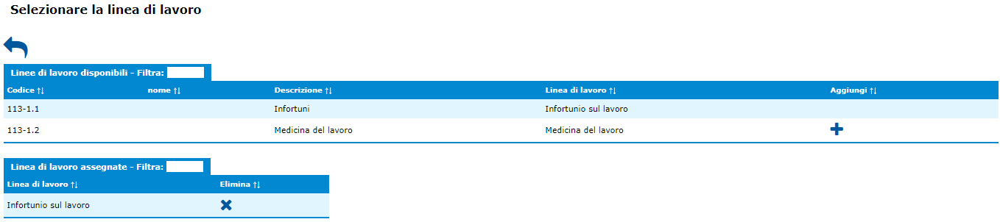 Selezionare la linea di lavoro
Linee di lavoro disponibili - Filtra:
Codice nome Descrizione Linea di lavoro Aggiungi
113-1.1 Infortuni Infortunio sul lavoro
113-1.2 Medicina del lavoro Medicina del lavoro
Linea di lavoro assegnate - Filtra:
Linea di lavoro Elimina
Infortunio sul lavoro